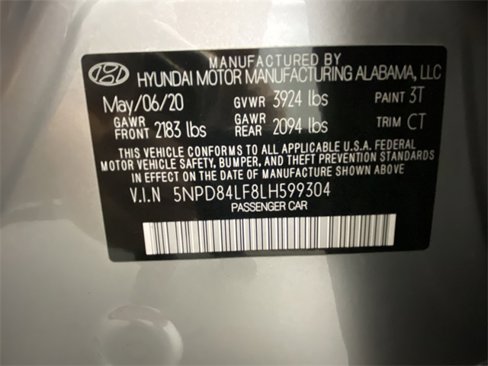 MANUFACTURED BY
HYUNDAI MOTOR MANUFACTURING ALABAMA, LLC
May/06/20 GVWR 3924 lbs PAINT 3T
GAWR FRONT 2183 lbs GAWR REAR 2094 lbs TRIM CT
THIS VEHICLE CONFORMS TO ALL U.S.A. FEDERAL
MOTOR VEHICLE SAFETY, BUMPER, AND THEFT PREVENTION STANDARDS
IN EFFECT ON THE DATE OF MANUFACTURE SHOWN ABOVE
V.I.N 5NPD84LF8LH599304
PASSENGER CAR